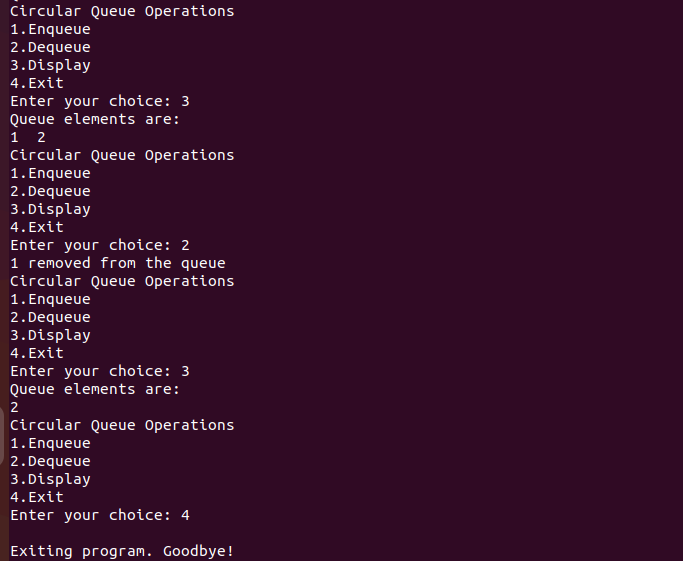 Circular Queue Operations
1.Enqueue
2.Dequeue
3.Display
4.Exit
Enter your choice: 3
Queue elements are:
1  2
Circular Queue Operations
1.Enqueue
2.Dequeue
3.Display
4.Exit
Enter your choice: 2
1 removed from the queue
Circular Queue Operations
1.Enqueue
2.Dequeue
3.Display
4.Exit
Enter your choice: 3
Queue elements are:
2
Circular Queue Operations
1.Enqueue
2.Dequeue
3.Display
4.Exit
Enter your choice: 4

Exiting program. Goodbye!